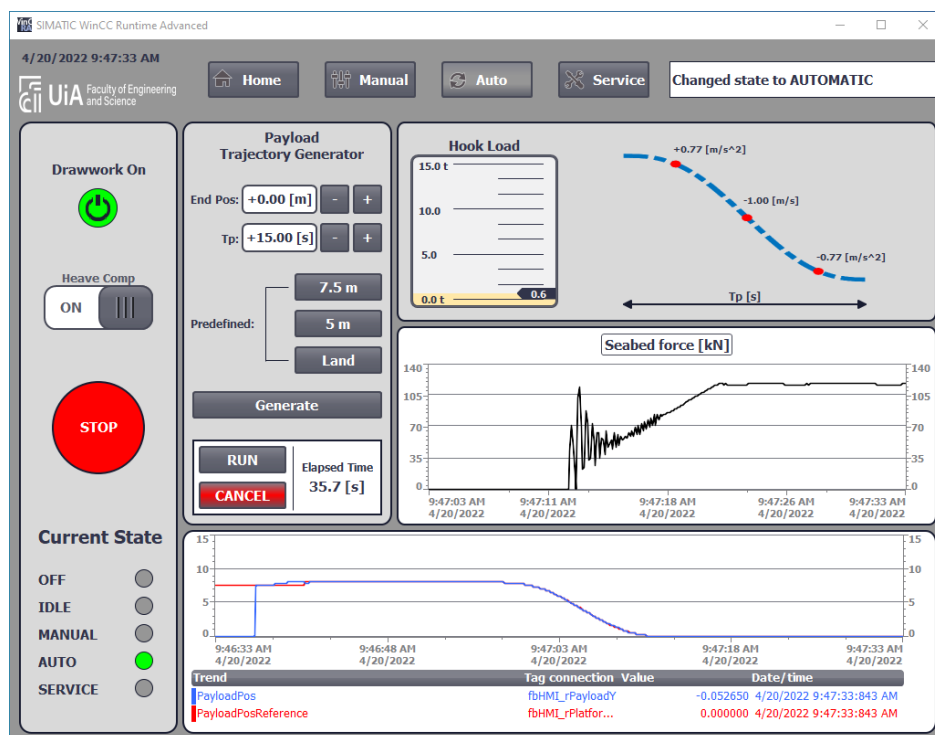 SIMATIC WinCC Runtime Advanced
4/20/2022 9:47:33 AM
UiA Faculty of Engineering
and Science
Home
Manual
Auto
Service
Changed state to AUTOMATIC
Drawwork On
Heave Comp
ON
STOP
Current State
OFF
IDLE
MANUAL
AUTO
SERVICE
Payload
Trajectory Generator
End Pos: +0.00 [m] - +
Tp: +15.00 [s] - +
Predefined:
7.5 m
5 m
Land
Generate
RUN
CANCEL
Elapsed Time
35.7 [s]
Hook Load
15.0 t
10.0
5.0
0.0 t
0.6
+0.77 [m/s^2]
-1.00 [m/s]
-0.77 [m/s^2]
Tp [s]
Seabed force [kN]
140 140
105 105
70 70
35 35
0 0
9:47:03 AM 9:47:11 AM 9:47:18 AM 9:47:26 AM 9:47:33 AM
4/20/2022 4/20/2022 4/20/2022 4/20/2022 4/20/2022
15 15
10 10
5 5
0 0
9:46:33 AM 9:46:48 AM 9:47:03 AM 9:47:18 AM 9:47:33 AM
4/20/2022 4/20/2022 4/20/2022 4/20/2022 4/20/2022
Trend Tag connection Value Date/time
PayloadPos fbHMI_rPayloadY -0.052650 4/20/2022 9:47:33:843 AM
PayloadPosReference fbHMI_rPlatfor... 0.000000 4/20/2022 9:47:33:843 AM